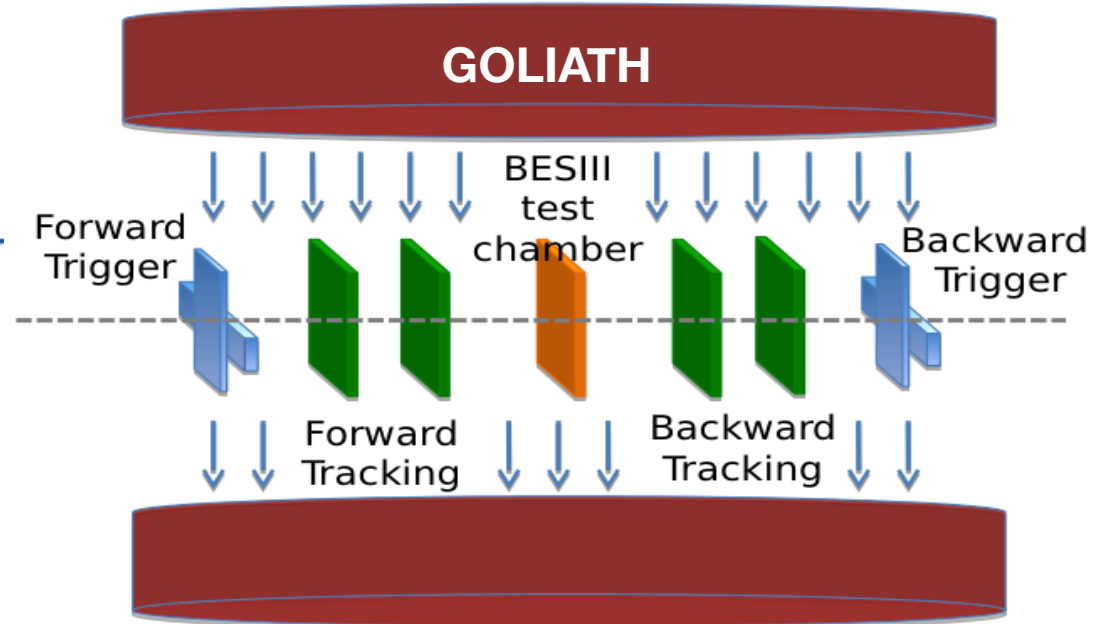 GOLIATH
BESIII
test
chamber
Forward
Trigger
Backward
Trigger
Forward
Tracking
Backward
Tracking